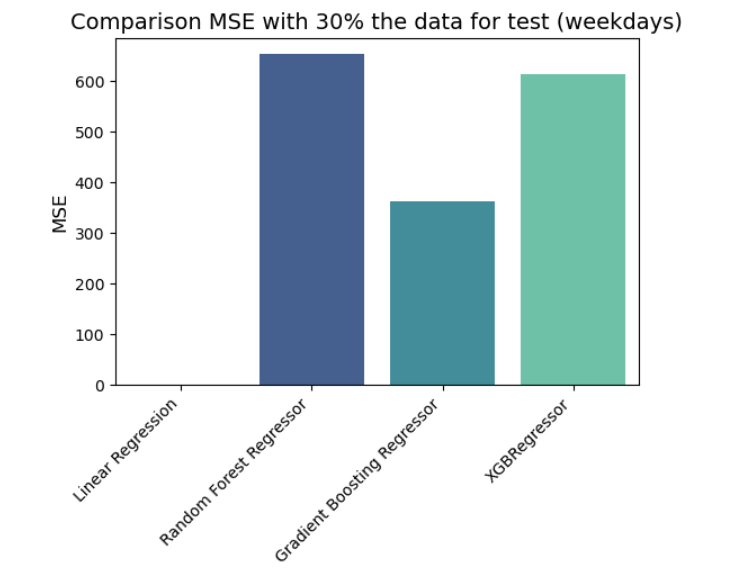 Comparison MSE with 30% the data for test (weekdays)
600
500
400
300
200
100
0
MSE
Linear Regression
Random Forest Regressor
Gradient Boosting Regressor
XGBRegressor